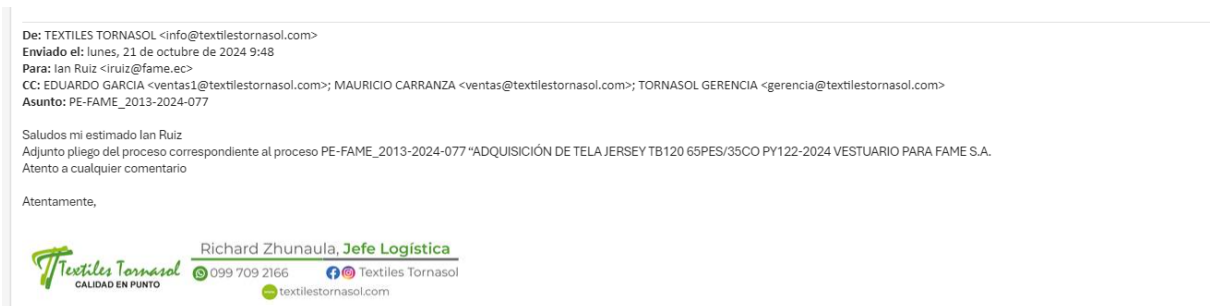 De: TEXTILES TORNASOL <info@textilestornasol.com>
Enviado el: lunes, 21 de octubre de 2024 9:48
Para: Ian Ruiz <iruiz@fame.ec>
CC: EDUARDO GARCIA <ventas1@textilestornasol.com>; MAURICIO CARRANZA <ventas@textilestornasol.com>; TORNASOL GERENCIA <gerencia@textilestornasol.com>
Asunto: PE-FAME_2013-2024-077
Saludos mi estimado Ian Ruiz
Adjunto pliego del proceso correspondiente al proceso PE-FAME_2013-2024-077 “ADQUISICIÓN DE TELA JERSEY TB120 65PES/35CO PY122-2024 VESTUARIO PARA FAME S.A.
Atento a cualquier comentario
Atentamente,
Richard Zhunaula, Jefe Logística
Textiles Tornasol
CALIDAD EN PUNTO
099 709 2166 Textiles Tornasol
textilestornasol.com